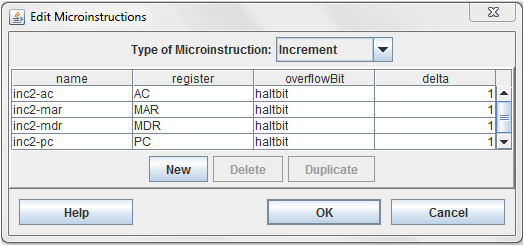 Edit Microinstructions
Type of Microinstruction: Increment
name register overflowBit delta
inc2-ac AC haltbit 1
inc2-mar MAR haltbit 1
inc2-mdr MDR haltbit 1
inc2-pc PC haltbit 1
New Delete Duplicate
Help OK Cancel